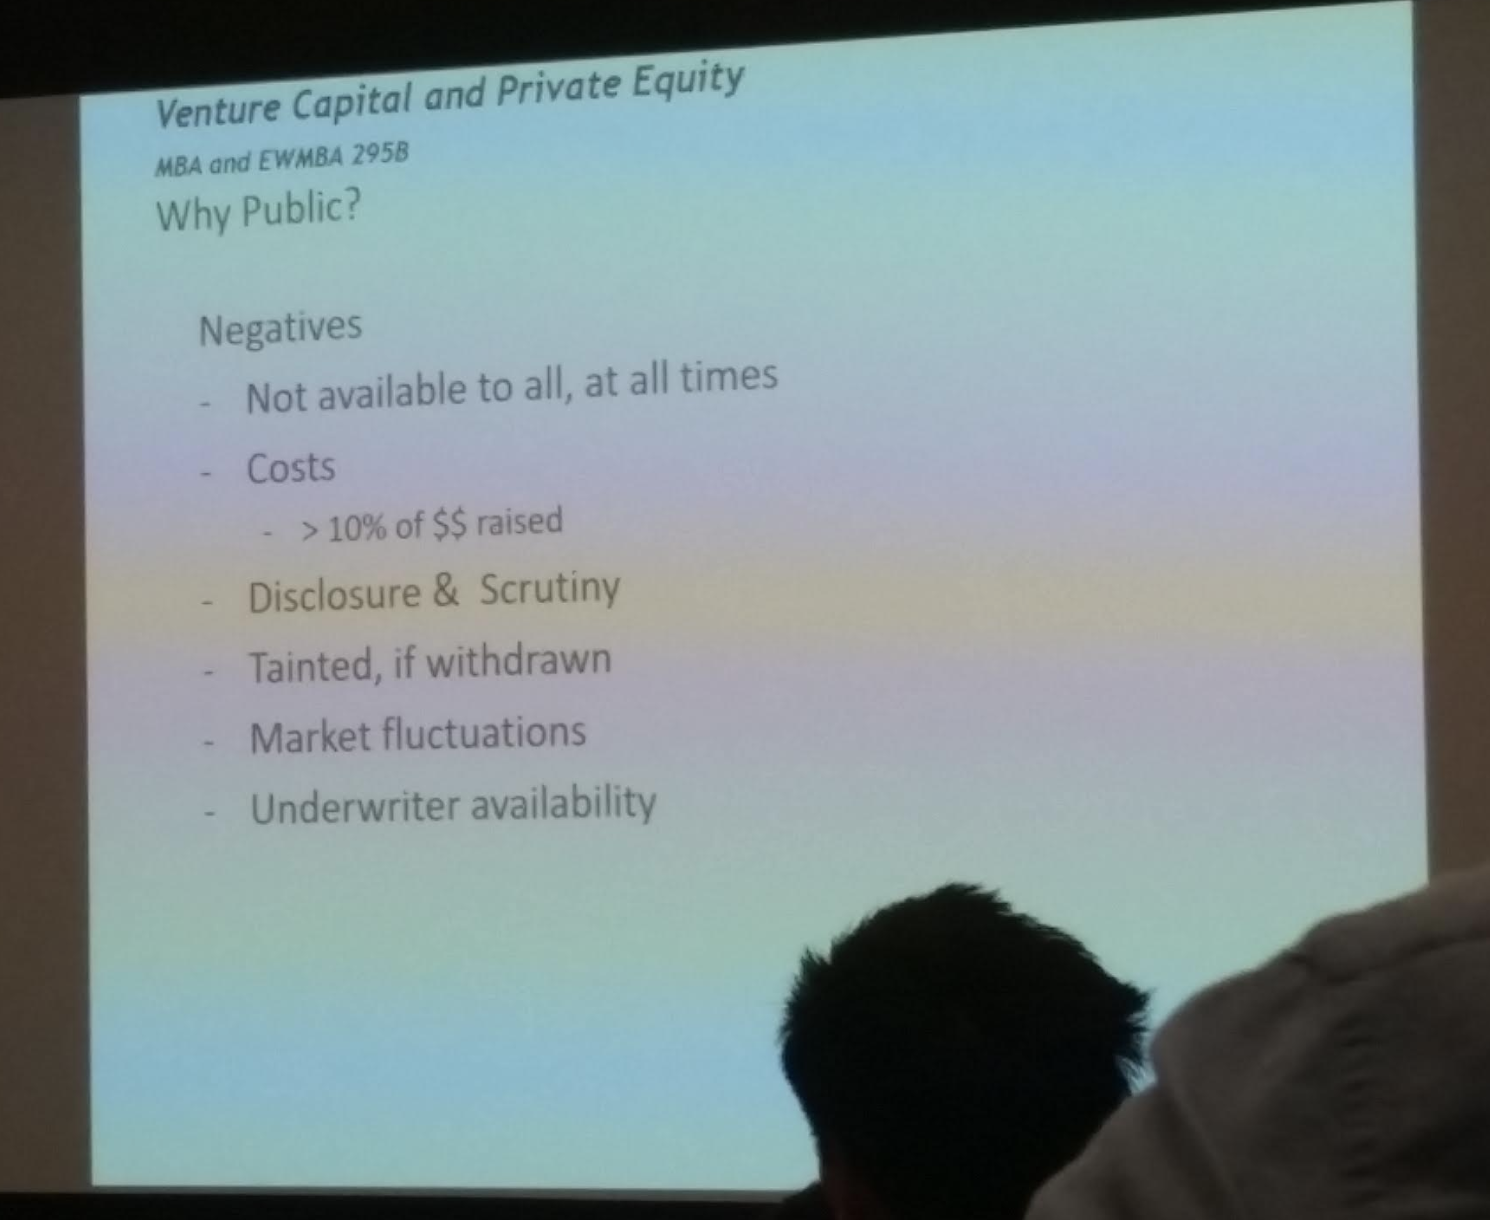 Venture Capital and Private Equity
MBA and EWMBA 295B
Why Public?
Negatives
- Not available to all, at all times
- Costs
- > 10% of $$ raised
- Disclosure & Scrutiny
- Tainted, if withdrawn
- Market fluctuations
- Underwriter availability